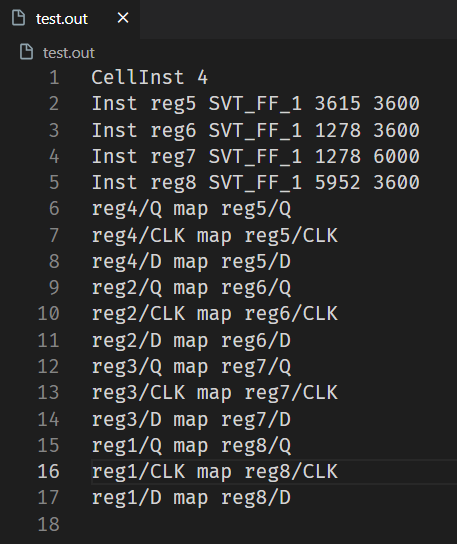 test.out ×
test.out
1 CellInst 4
2 Inst reg5 SVT_FF_1 3615 3600
3 Inst reg6 SVT_FF_1 1278 3600
4 Inst reg7 SVT_FF_1 1278 6000
5 Inst reg8 SVT_FF_1 5952 3600
6 reg4/Q map reg5/Q
7 reg4/CLK map reg5/CLK
8 reg4/D map reg5/D
9 reg2/Q map reg6/Q
10 reg2/CLK map reg6/CLK
11 reg2/D map reg6/D
12 reg3/Q map reg7/Q
13 reg3/CLK map reg7/CLK
14 reg3/D map reg7/D
15 reg1/Q map reg8/Q
16 reg1/CLK map reg8/CLK
17 reg1/D map reg8/D
18